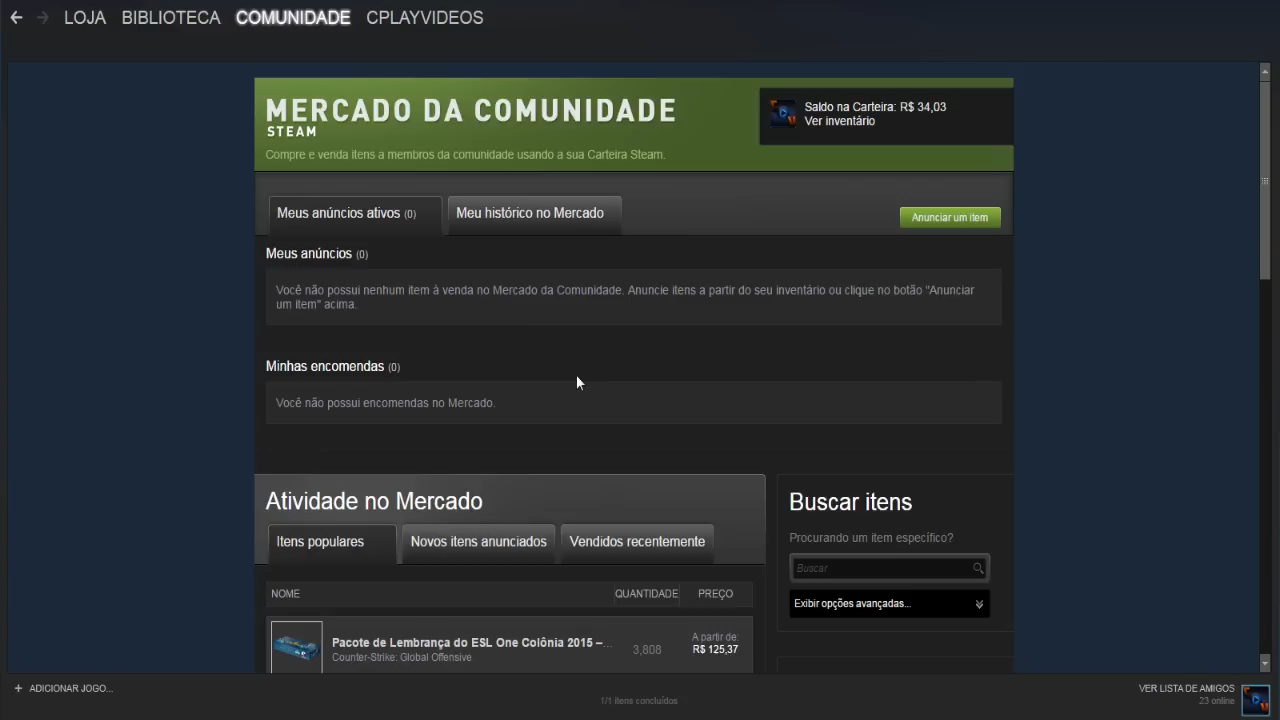 LOJA BIBLIOTECA COMUNIDADE CPLAYVIDEOS
MERCADO DA COMUNIDADE
STEAM
Compre e venda itens a membros da comunidade usando a sua Carteira Steam.
Saldo na Carteira: R$ 34,03
Ver inventário
Meus anúncios ativos (0) Meu histórico no Mercado
Anunciar um item
Meus anúncios (0)
Você não possui nenhum item à venda no Mercado da Comunidade. Anuncie itens a partir do seu inventário ou clique no botão "Anunciar
um item" acima.
Minhas encomendas (0)
Você não possui encomendas no Mercado.
Atividade no Mercado
Itens populares Novos itens anunciados Vendidos recentemente
NOME QUANTIDADE PREÇO
Pacote de Lembrança do ESL One Colônia 2015 –...
Counter-Strike: Global Offensive
3,808
A partir de:
R$ 125,37
Buscar itens
Procurando um item específico?
Buscar
Exibir opções avançadas...
+ ADICIONAR JOGO...
1/1 itens concluídos
VER LISTA DE AMIGOS
23 online